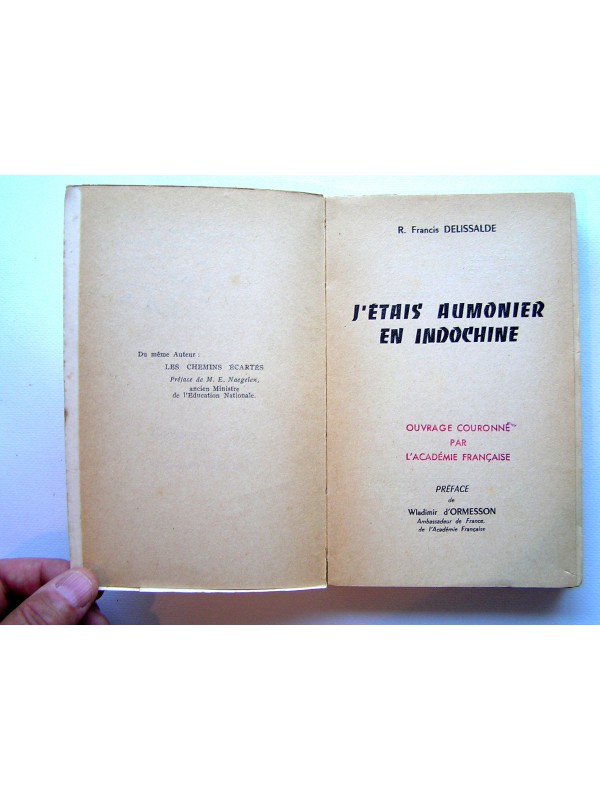 Du même Auteur :
LES CHEMINS ÉCARTÉS
Préface de M. E. Naegelen,
ancien Ministre
de l'Education Nationale.
R. Francis DELISSALDE
J'ÉTAIS AUMONIER
EN INDOCHINE
OUVRAGE COURONNÉ
PAR
L'ACADÉMIE FRANÇAISE
PRÉFACE
de
Wladimir d'ORMESSON
Ambassadeur de France,
de l'Académie Française